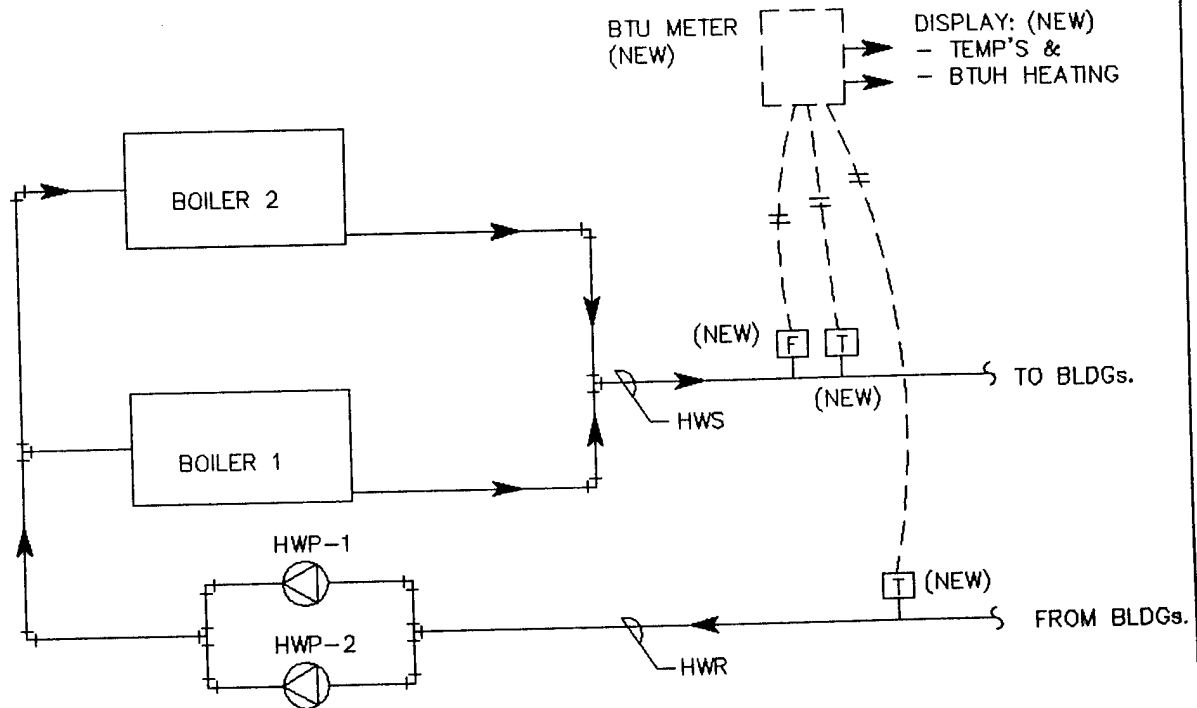 BTU METER
(NEW)
DISPLAY: (NEW)
- TEMP'S &
- BTUH HEATING
BOILER 2
(NEW)
F
T
(NEW)
TO BLDGs.
HWS
BOILER 1
HWP-1
T
(NEW)
FROM BLDGs.
HWP-2
HWR